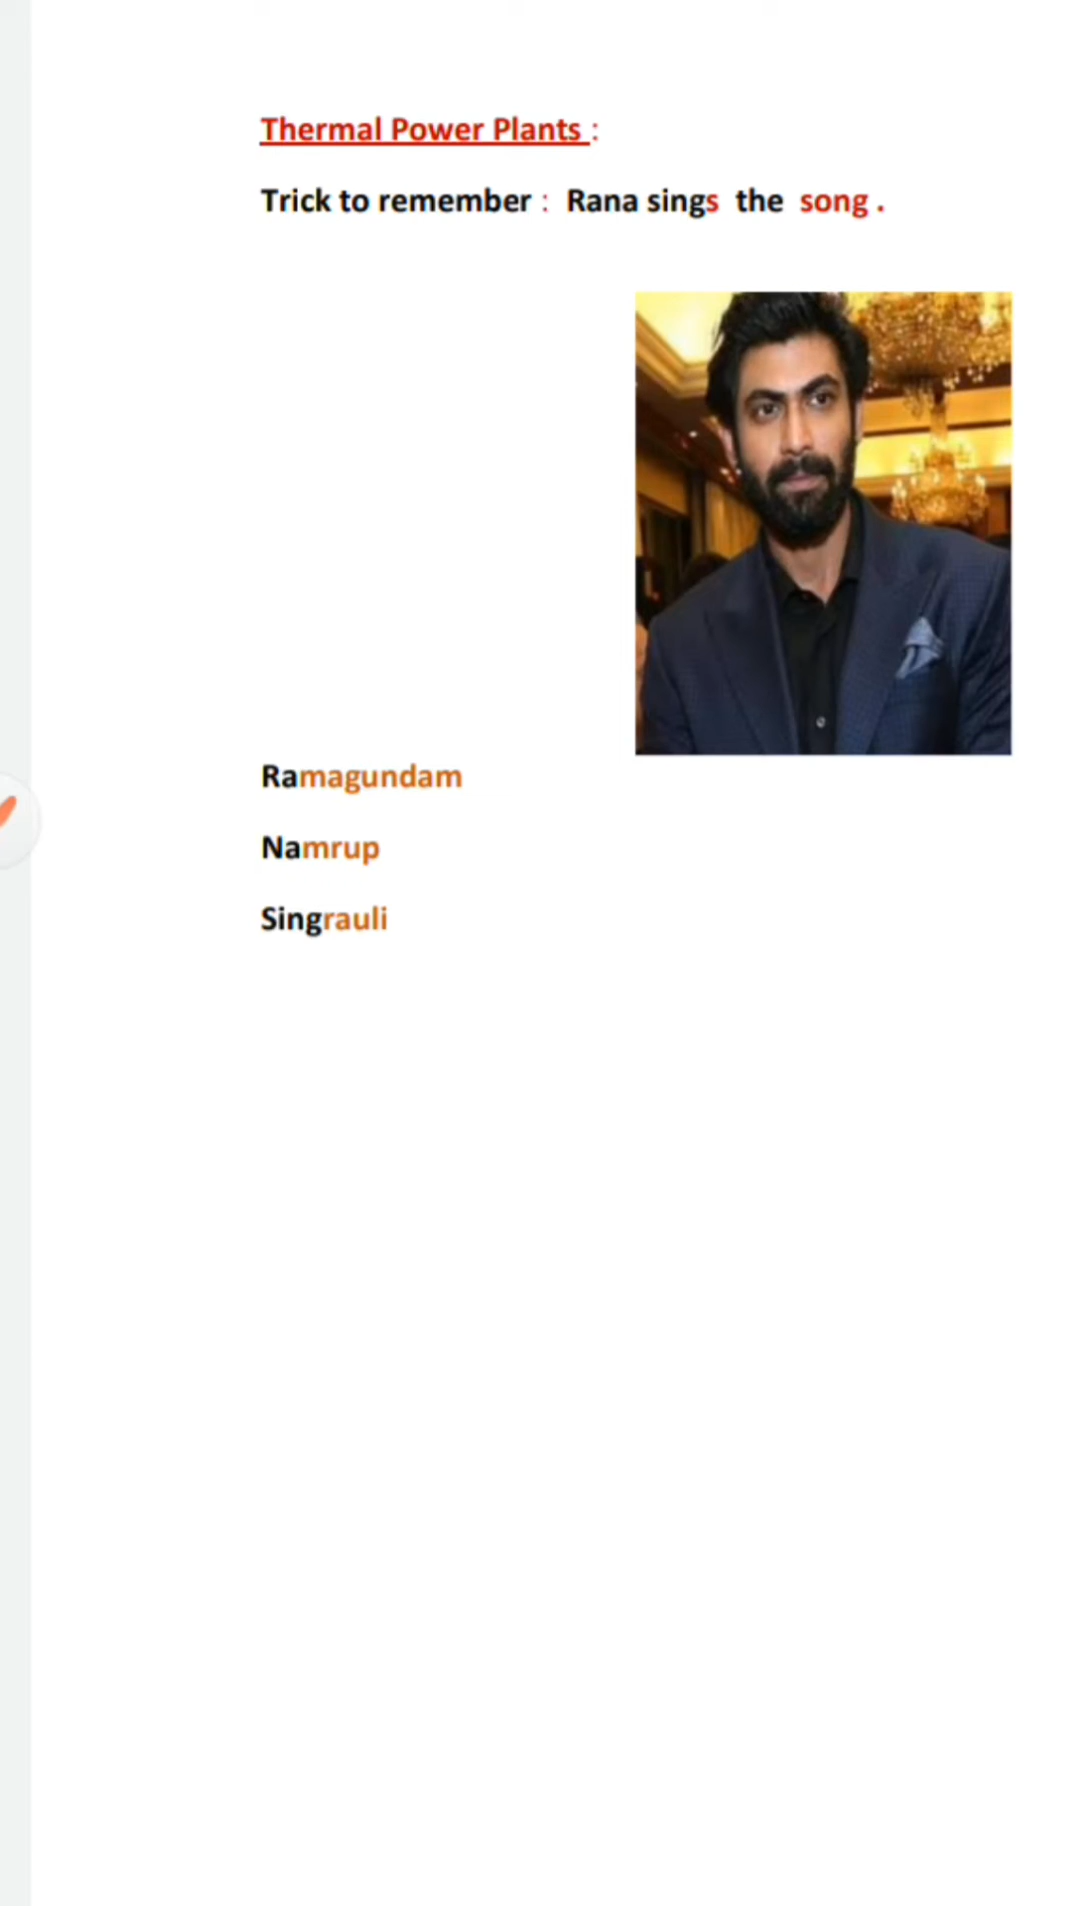 Thermal Power Plants :
Trick to remember : Rana sings the song .
Ramagundam
Namrup
Singrauli